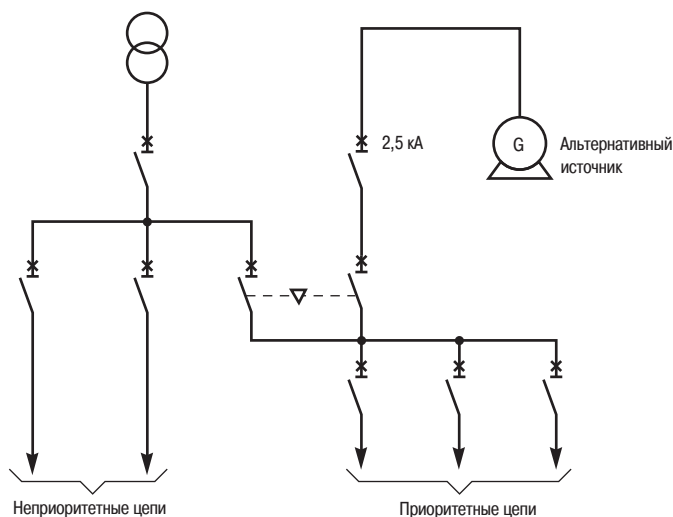 2,5 кА
G
Альтернативный
источник
Неприоритетные цепи
Приоритетные цепи